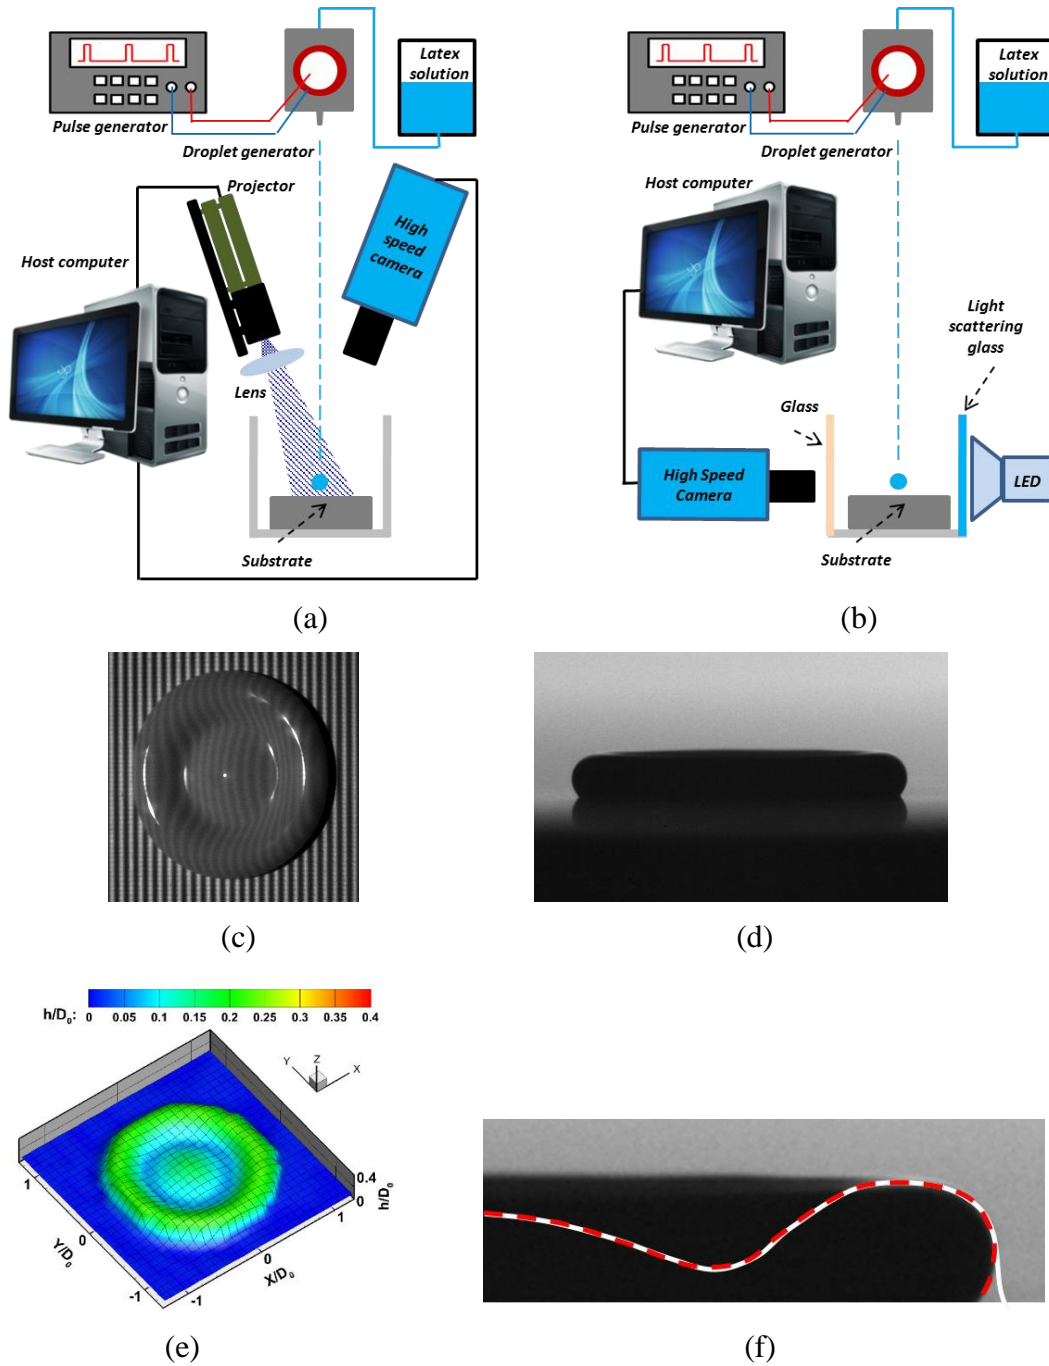 Latex
solution
Pulse generator
Droplet generator
Projector
High
speed
camera
Host computer
Lens
Substrate
(a)
Latex
solution
Pulse generator
Droplet generator
Host computer
Light
scattering
glass
Glass
High Speed
Camera
LED
Substrate
(b)
(c)
(d)
h/D₀: 0 0.05 0.1 0.15 0.2 0.25 0.3 0.35 0.4
Y Z X
1 0 -1
Y/D₀
-1 0 1
X/D₀
0.4
0
h/D₀
(e)
(f)